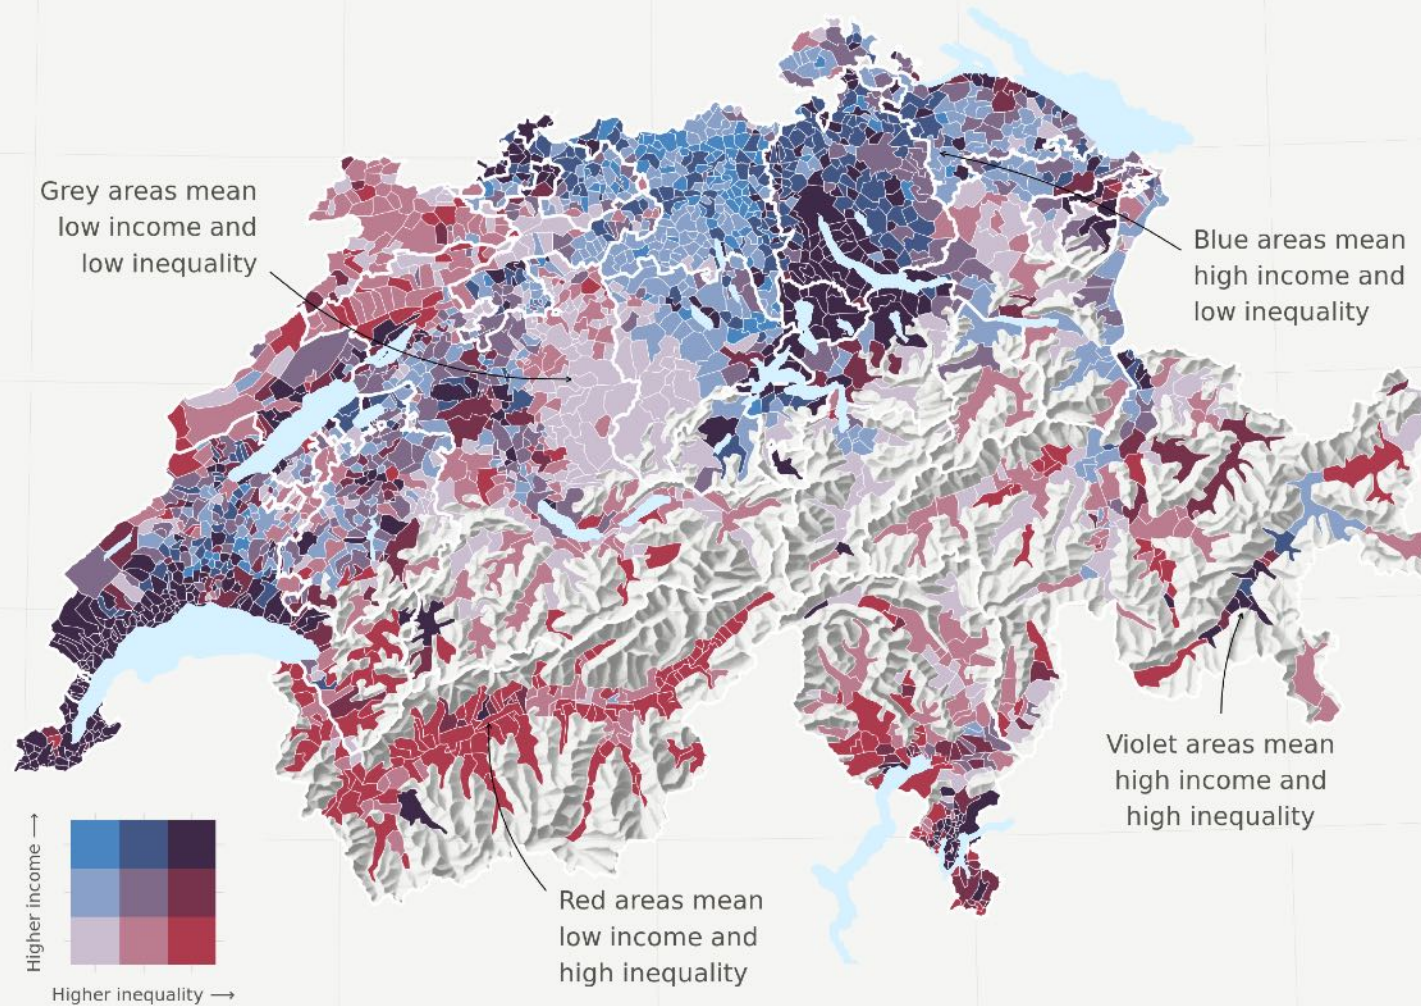 Grey areas mean
low income and
low inequality
Blue areas mean
high income and
low inequality
Violet areas mean
high income and
high inequality
Red areas mean
low income and
high inequality
Higher income ⟶
Higher inequality ⟶